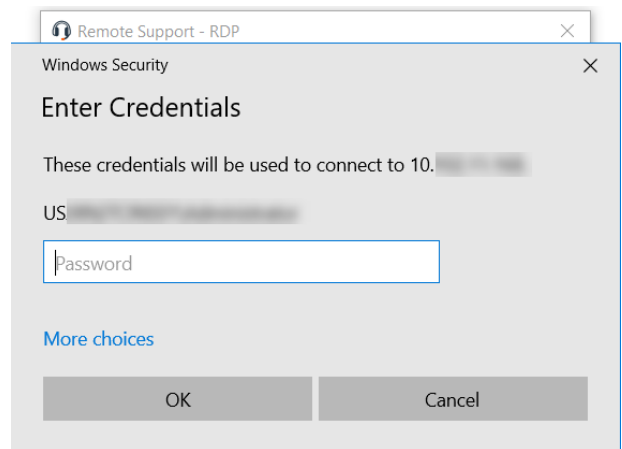 Remote Support - RDP
Windows Security
Enter Credentials
These credentials will be used to connect to 10.
US
Password
More choices
OK
Cancel